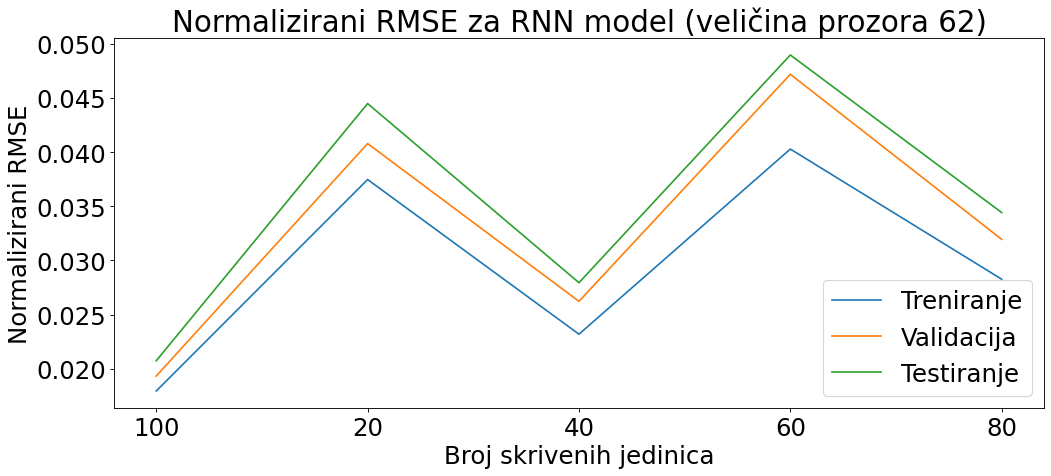 Normalizirani RMSE za RNN model (veličina prozora 62)
Normalizirani RMSE
0.050
0.045
0.040
0.035
0.030
0.025
0.020
100 20 40 60 80
Broj skrivenih jedinica
Treniranje
Validacija
Testiranje